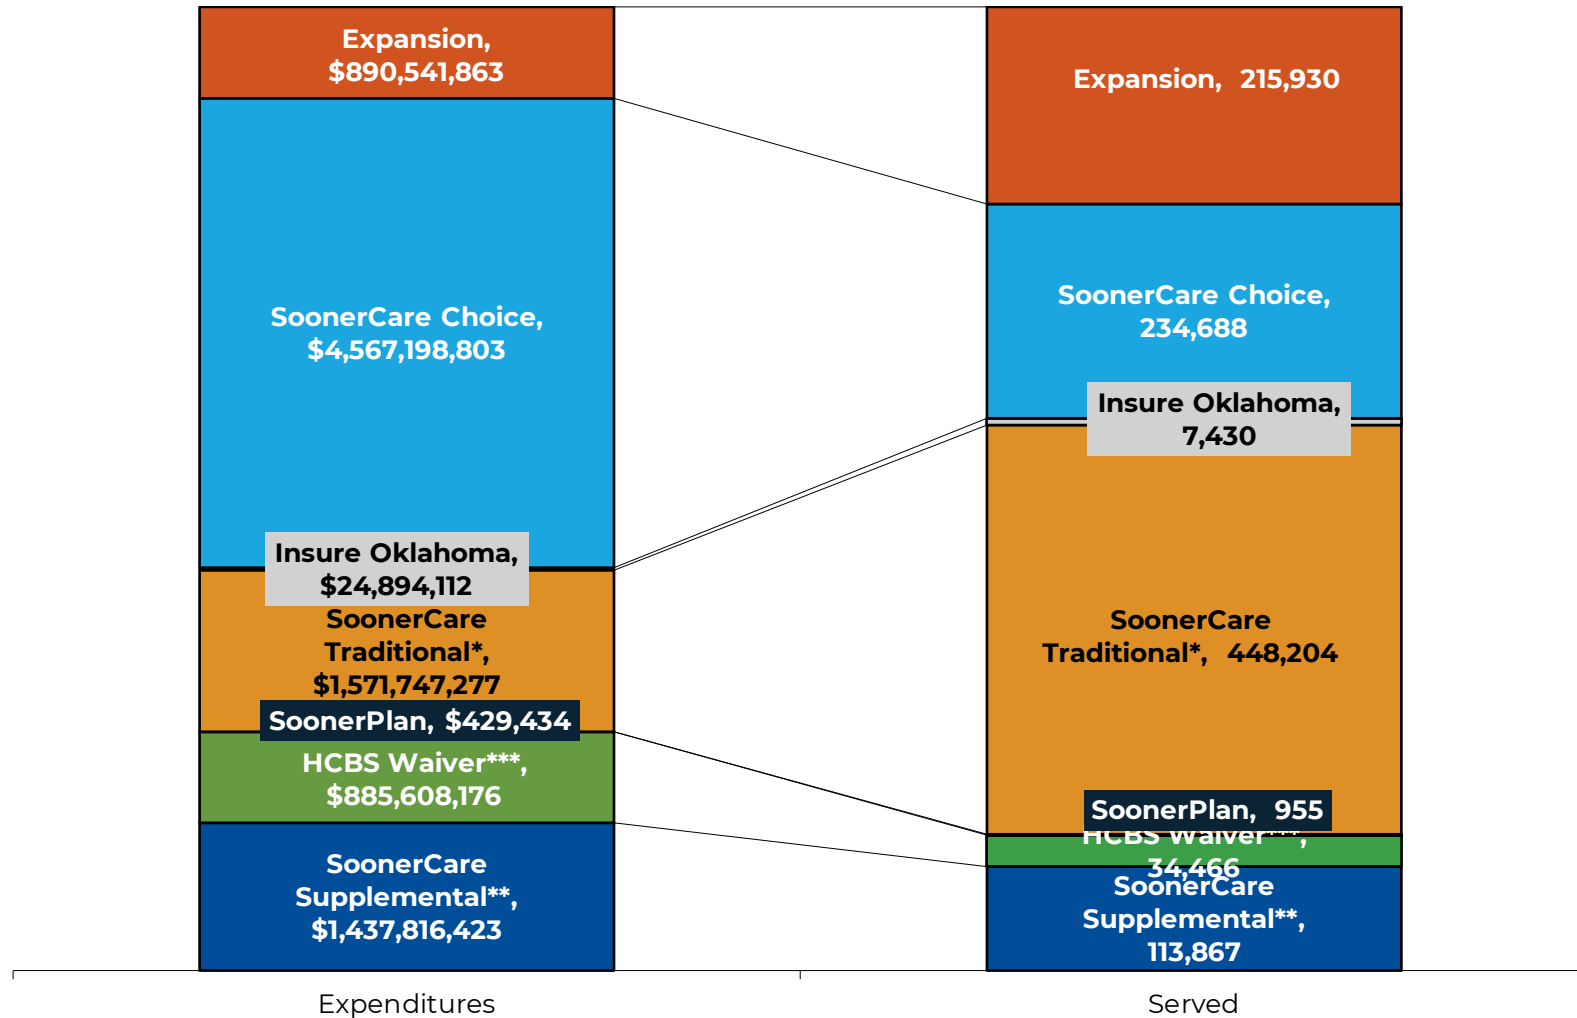 Expansion,
$890,541,863
SoonerCare Choice,
$4,567,198,803
Insure Oklahoma,
$24,894,112
SoonerCare
Traditional*,
$1,571,747,277
SoonerPlan, $429,434
HCBS Waiver***,
$885,608,176
SoonerCare
Supplemental**,
$1,437,816,423
Expenditures
Expansion, 215,930
SoonerCare Choice,
234,688
Insure Oklahoma,
7,430
SoonerCare
Traditional*, 448,204
SoonerPlan, 955
HCBS Waiver***,
34,466
SoonerCare
Supplemental**,
113,867
Served